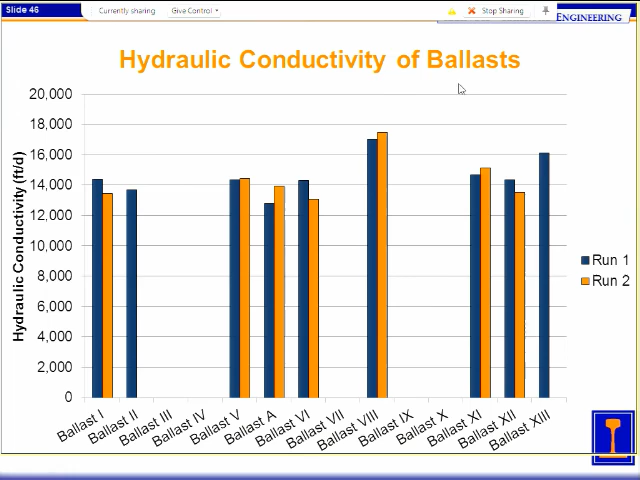 Slide 46
Currently sharing
Give Control
Stop Sharing
ENGINEERING
Hydraulic Conductivity of Ballasts
Hydraulic Conductivity (ft/d)
20,000
18,000
16,000
14,000
12,000
10,000
8,000
6,000
4,000
2,000
0
Ballast I
Ballast II
Ballast III
Ballast IV
Ballast V
Ballast A
Ballast VI
Ballast VII
Ballast VIII
Ballast IX
Ballast X
Ballast XI
Ballast XII
Ballast XIII
Run 1
Run 2